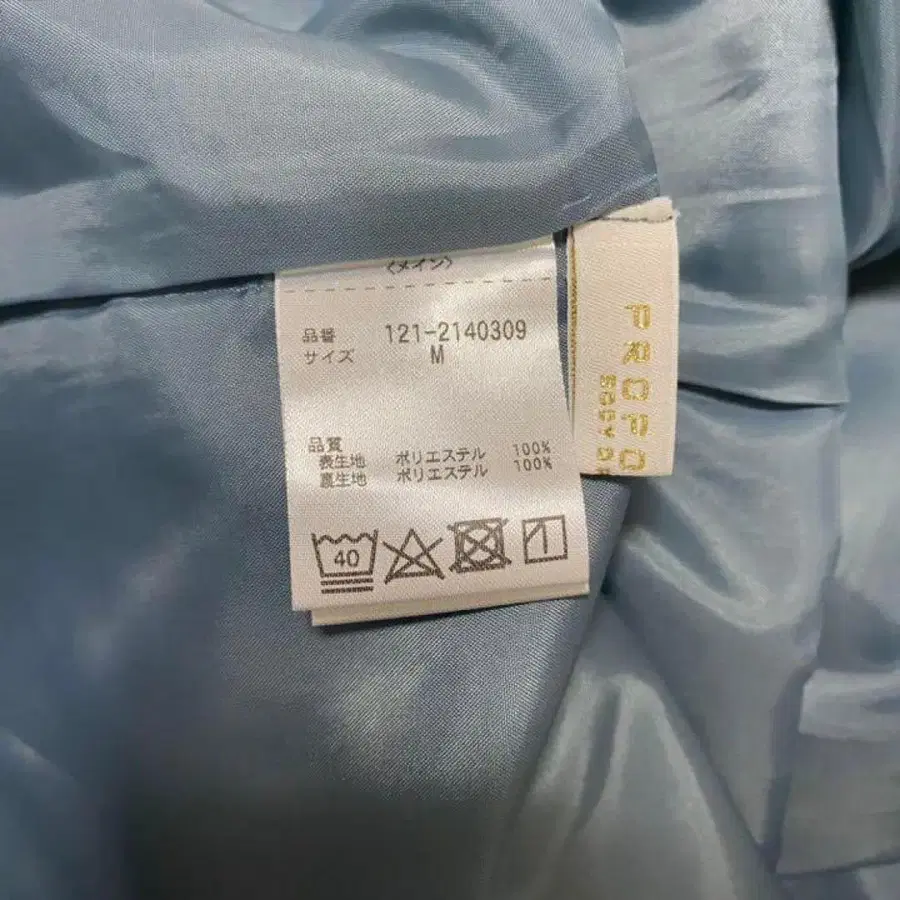 〈メイン〉
品番 121-2140309
サイズ M
品質
表生地 ポリエステル 100%
裏生地 ポリエステル 100%
40
PROPO
BODY